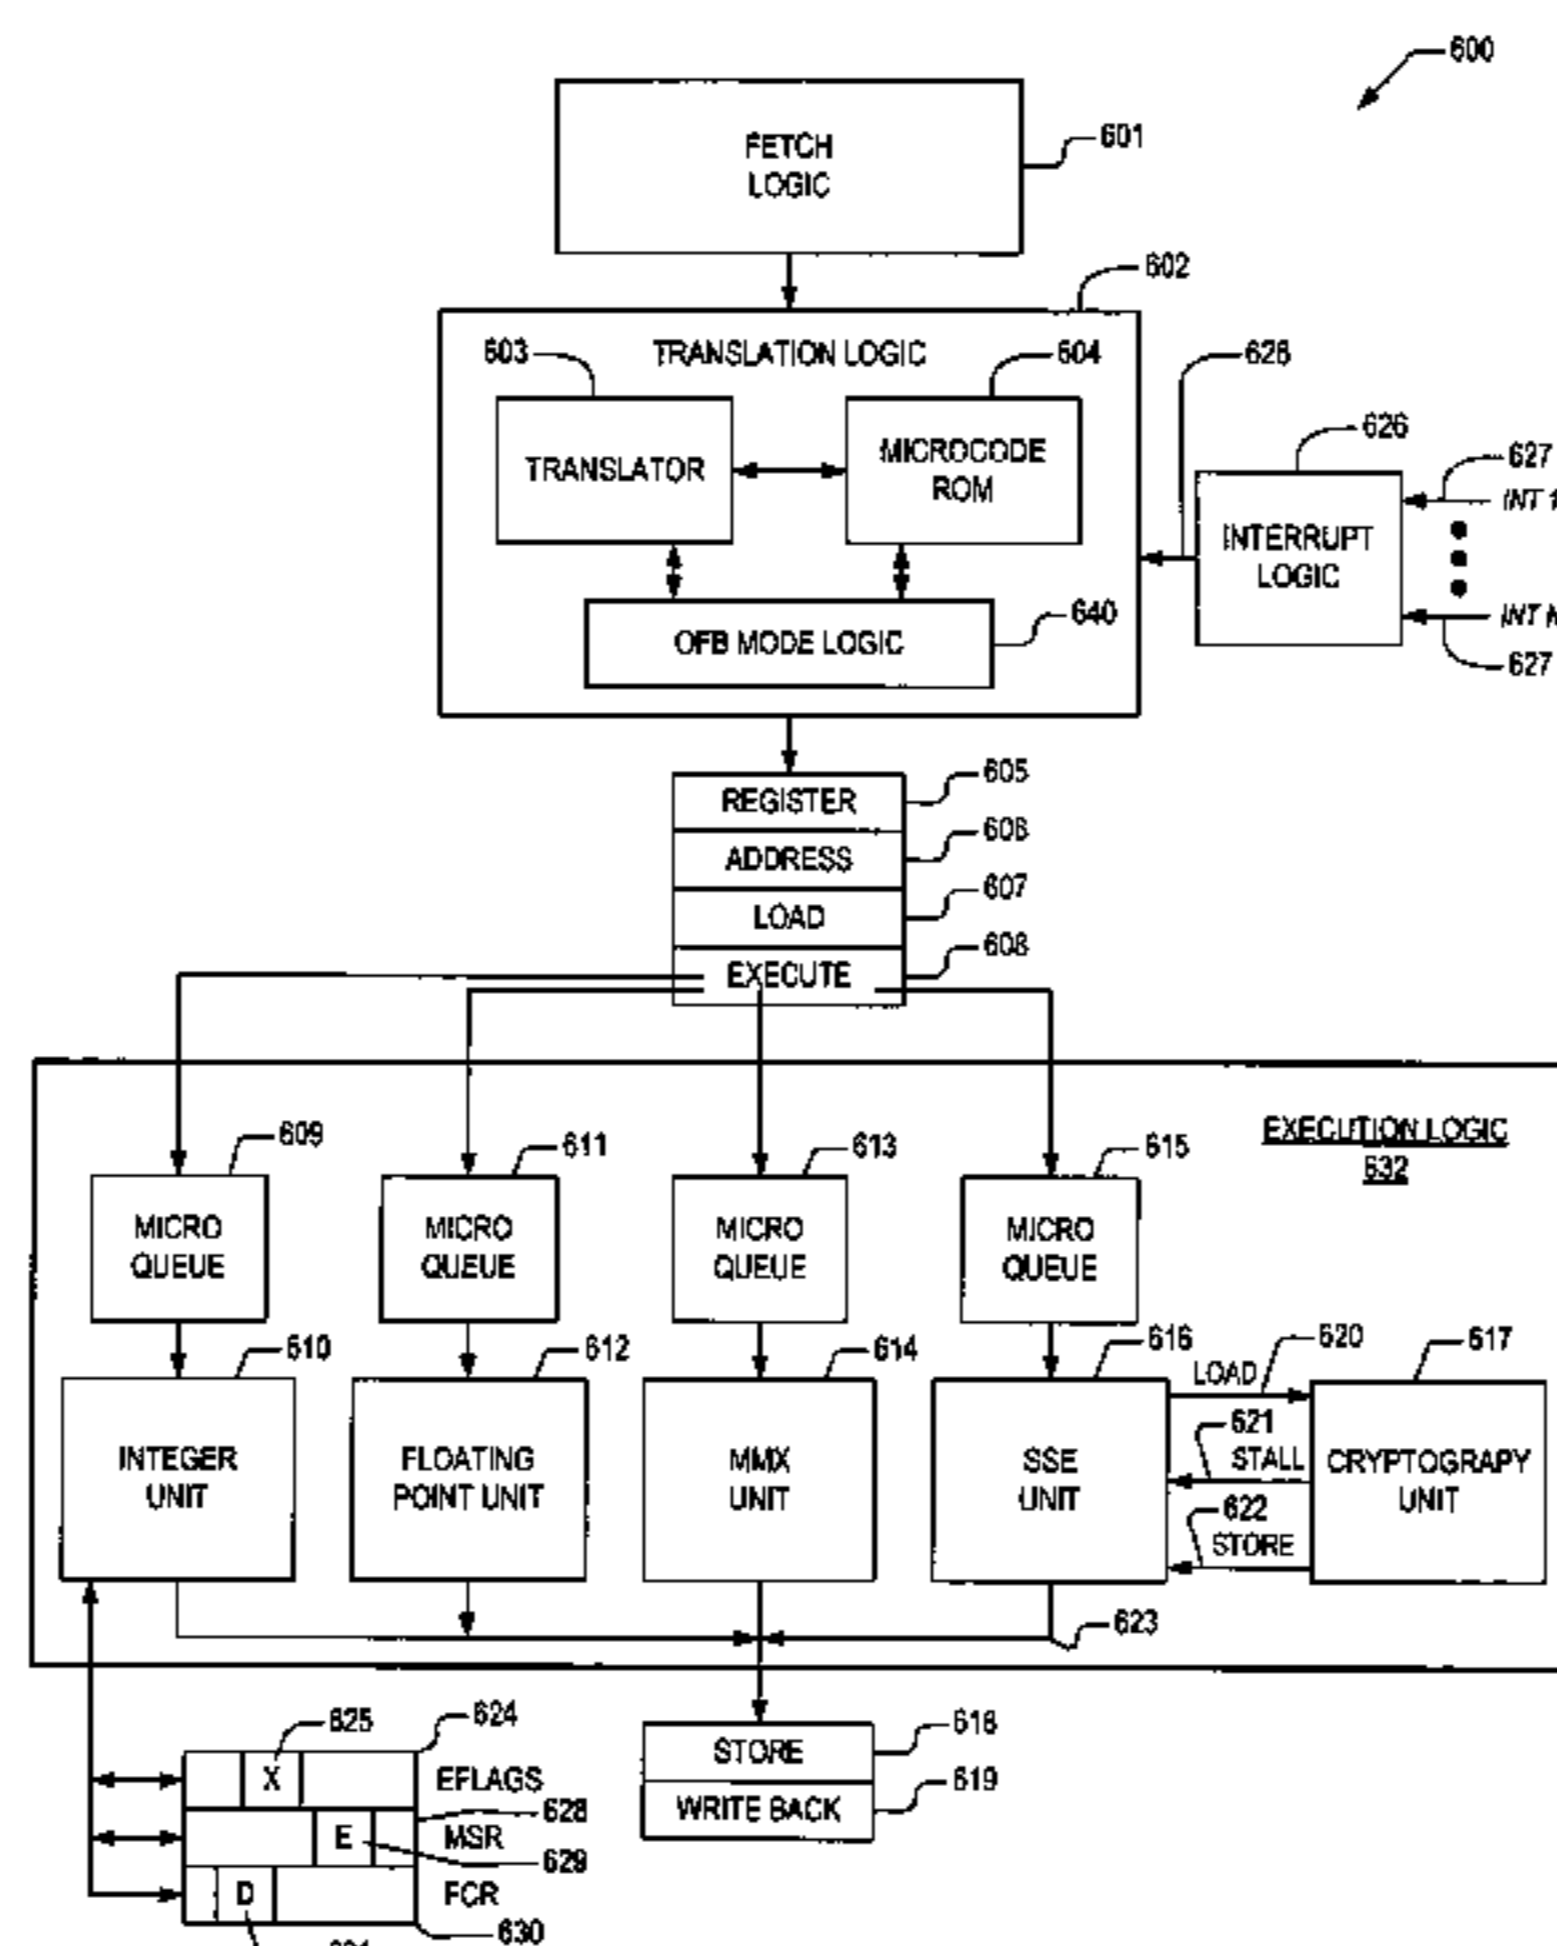 600
FETCH
LOGIC
601
602
603
TRANSLATION LOGIC
604
628
TRANSLATOR
MICROCODE
ROM
626
627
INT
INTERRUPT
LOGIC
INT
627
OFB MODE LOGIC
640
REGISTER
605
ADDRESS
606
LOAD
607
EXECUTE
608
EXECUTION LOGIC
632
609
611
613
615
MICRO
QUEUE
MICRO
QUEUE
MICRO
QUEUE
MICRO
QUEUE
610
612
614
616
620
617
LOAD
621
STALL
622
STORE
INTEGER
UNIT
FLOATING
POINT UNIT
MMX
UNIT
SSE
UNIT
CRYPTOGRAPY
UNIT
623
625
624
X
EFLAGS
628
E
MSR
629
D
FCR
630
STORE
618
WRITE BACK
619